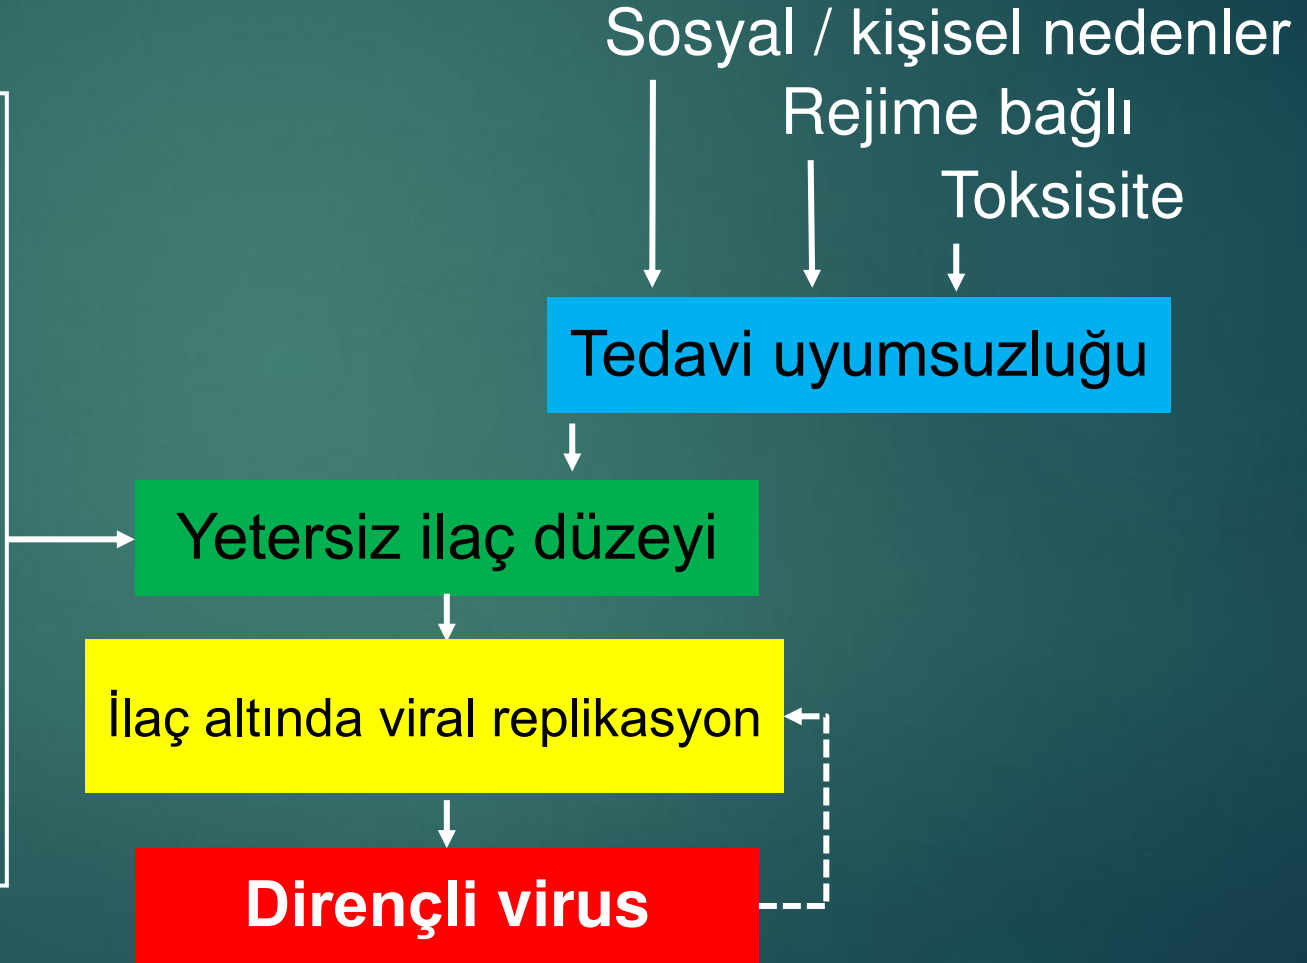 Sosyal / kişisel nedenler
Rejime bağlı
Toksisite
Tedavi uyumsuzluğu
Yetersiz ilaç düzeyi
İlaç altında viral replikasyon
Dirençli virus